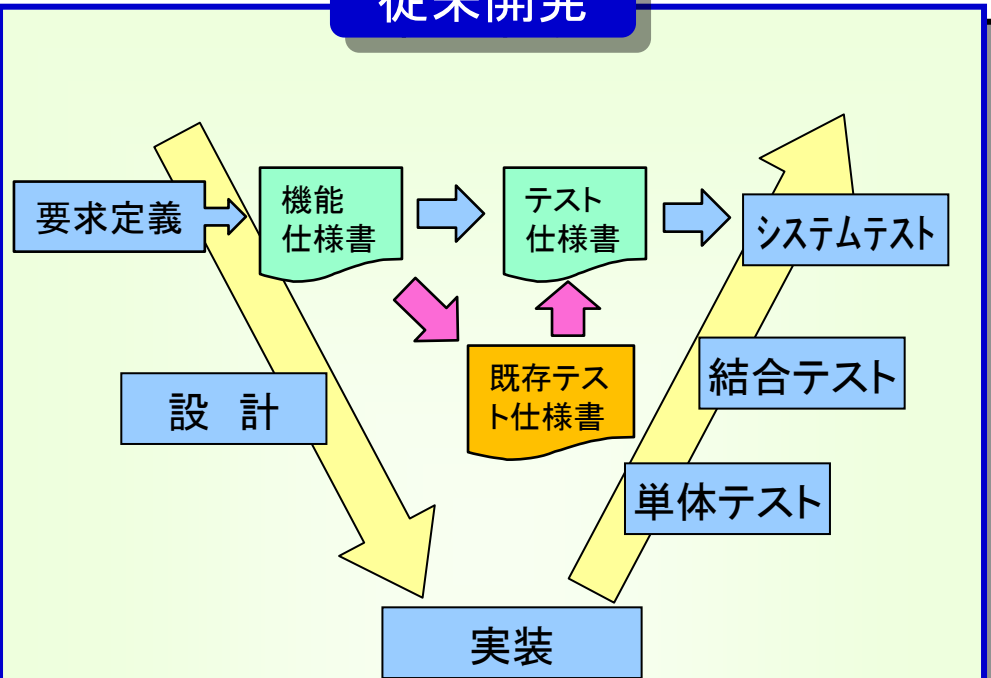 従来開発
要求定義
機能
仕様書
テスト
仕様書
システムテスト
既存テス
ト仕様書
結合テスト
設　計
単体テスト
実装